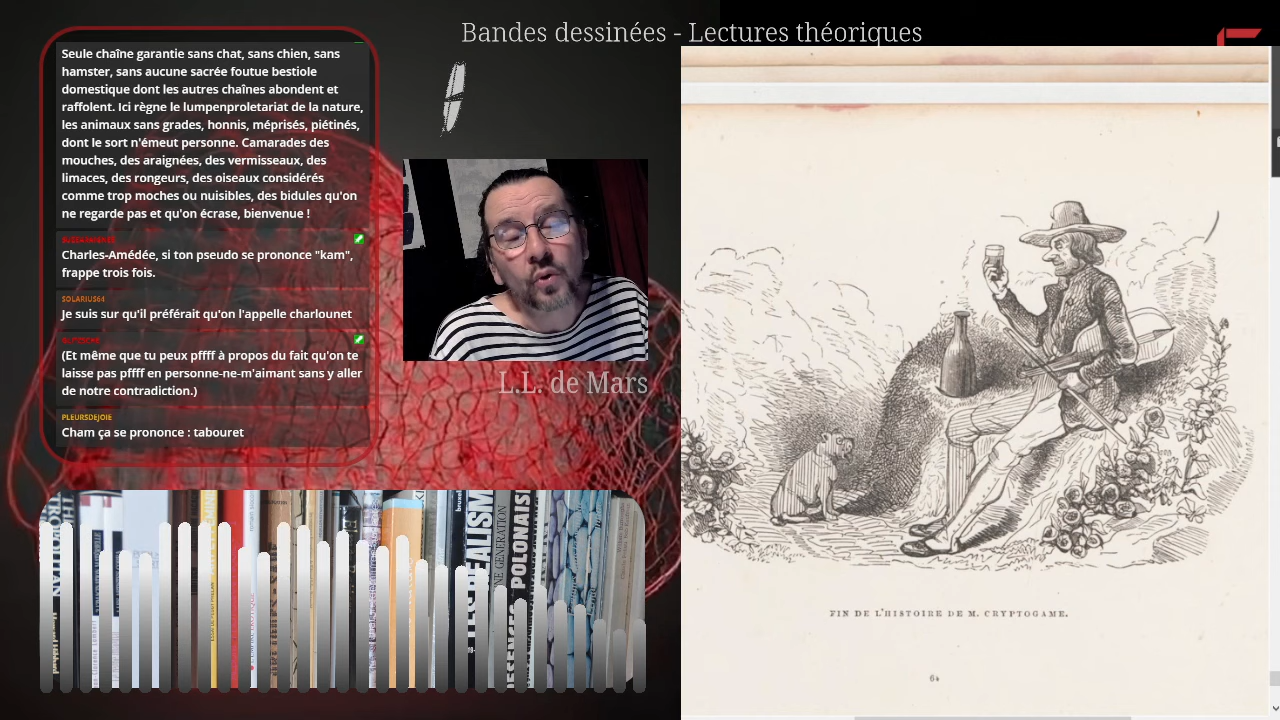 Bandes dessinées - Lectures théoriques
Seule chaîne garantie sans chat, sans chien, sans
hamster, sans aucune sacrée foutue bestiole
domestique dont les autres chaînes abondent et
raffolent. Ici règne le lumpenproletariat de la nature,
les animaux sans grades, honnis, méprisés, piétinés,
dont le sort n'émeut personne. Camarades des
mouches, des araignées, des vermisseaux, des
limaces, des rongeurs, des oiseaux considérés
comme trop moches ou nuisibles, des bidules qu'on
ne regarde pas et qu'on écrase, bienvenue !
Charles-Amédée, si ton pseudo se prononce "kam",
frappe trois fois.
SOLARIUS64
Je suis sur qu'il préférait qu'on l'appelle charlounet
(Et même que tu peux pffff à propos du fait qu'on te
laisse pas pffff en personne-ne-m'aimant sans y aller
de notre contradiction.)
PLEURSDEJOIE
Cham ça se prononce : tabouret
L.L. de Mars
POLONAIS
FIN DE L'HISTOIRE DE M. CRYPTOGAME.